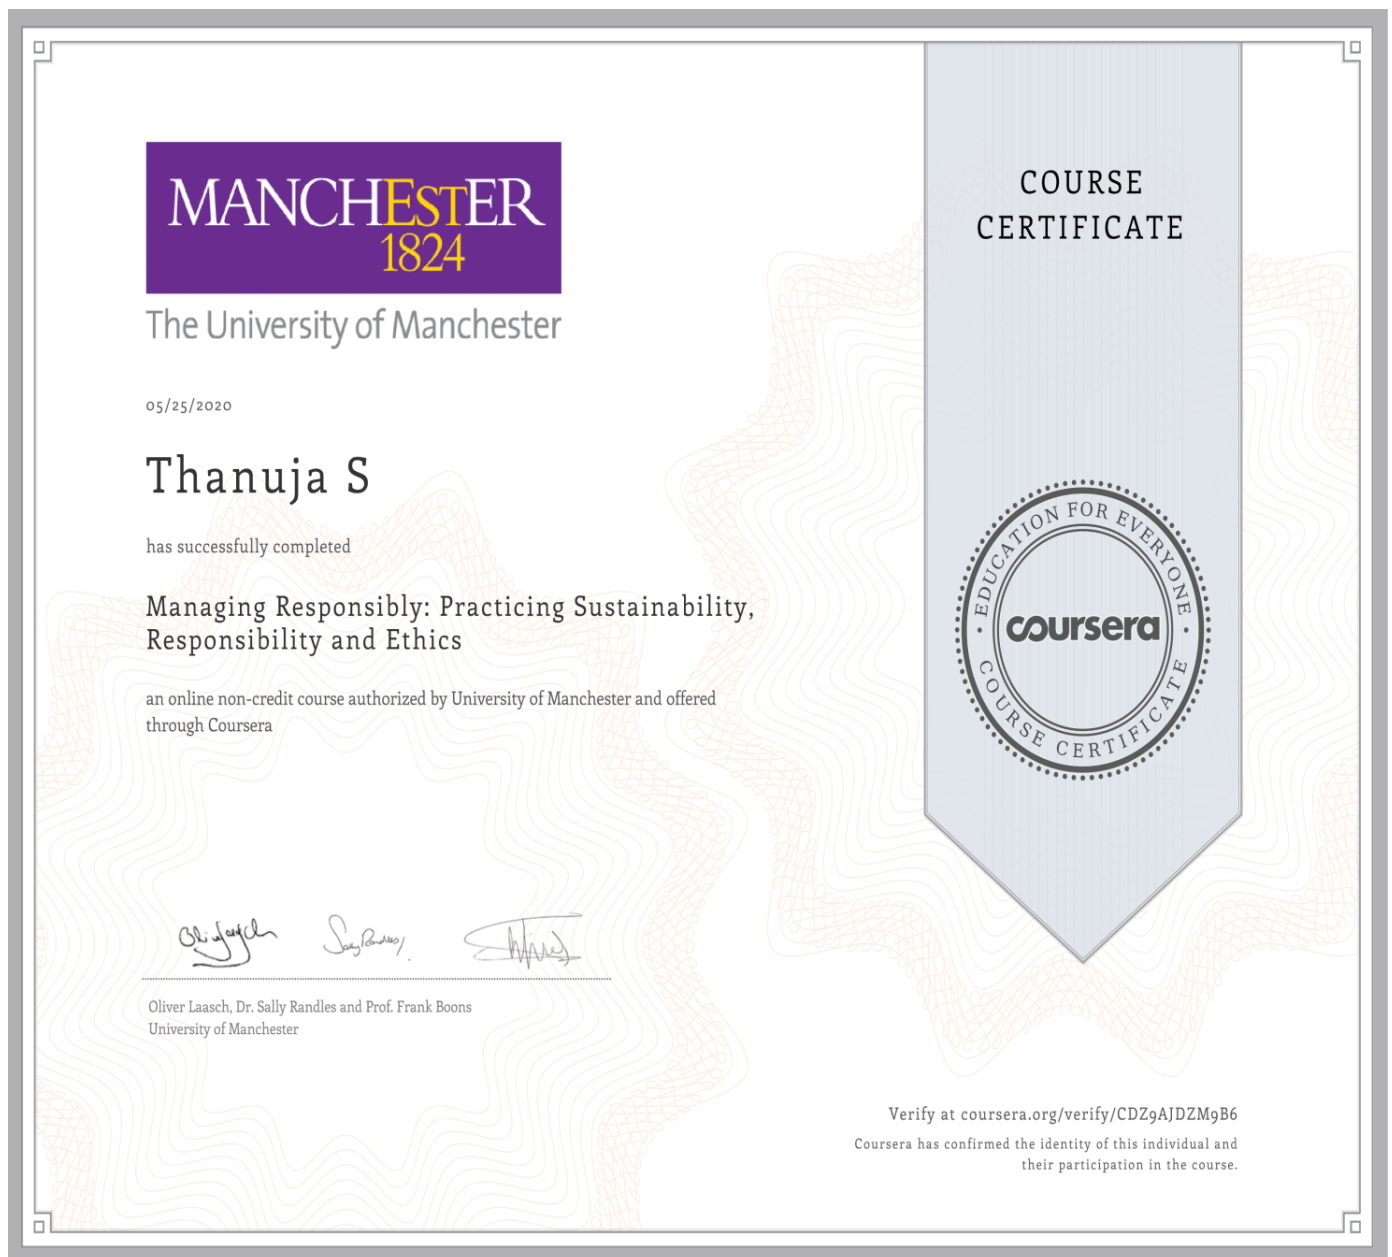 MANCHESTER
1824
The University of Manchester
05/25/2020
Thanuja S
has successfully completed
Managing Responsibly: Practicing Sustainability,
Responsibility and Ethics
an online non-credit course authorized by University of Manchester and offered
through Coursera
Oliver Laasch, Dr. Sally Randles and Prof. Frank Boons
University of Manchester
COURSE
CERTIFICATE
EDUCATION FOR EVERYONE
coursera
COURSE CERTIFICATE
Verify at coursera.org/verify/CDZ9AJDZM9B6
Coursera has confirmed the identity of this individual and
their participation in the course.